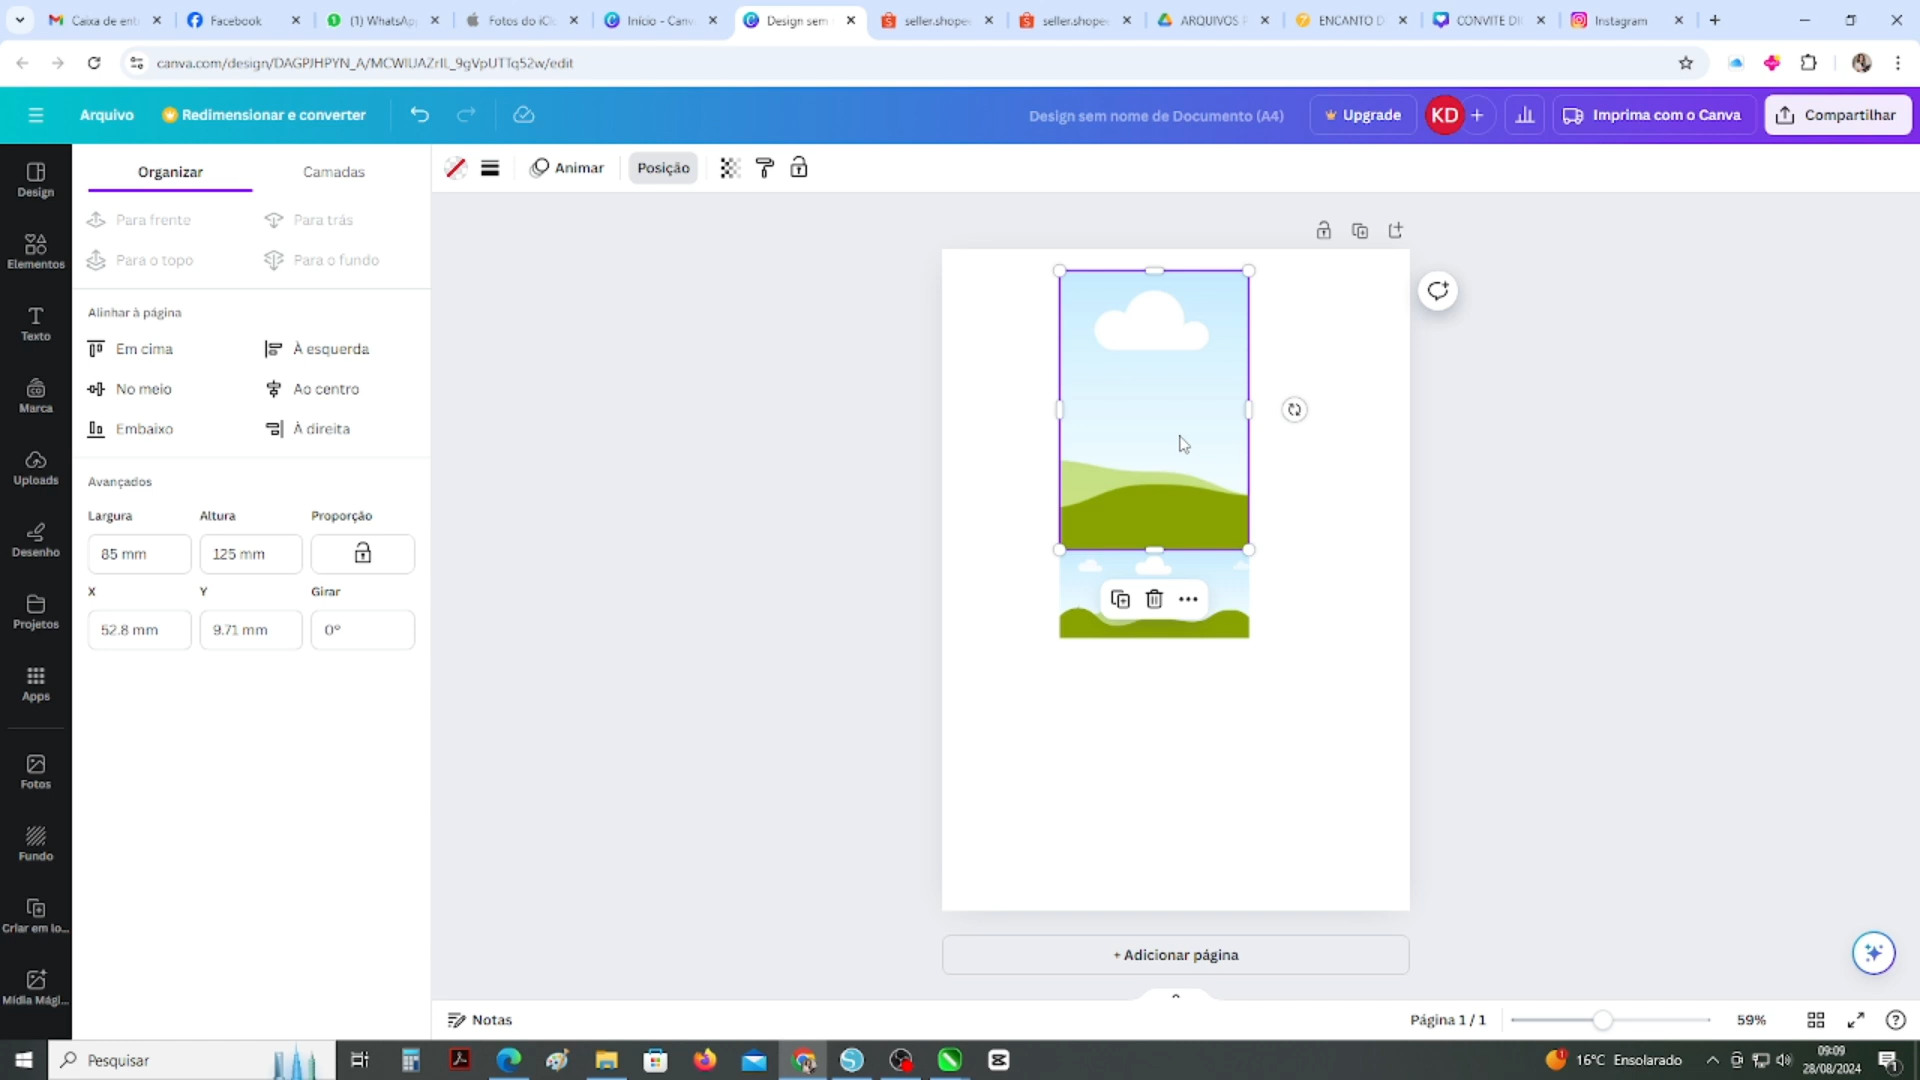 Caixa de ent
Facebook
(1) WhatsAp
Fotos do iCl
Início - Canv
Design sem
seller.shopee
seller.shopee
ARQUIVOS F
ENCANTO D
CONVITE DI
Instagram
canva.com/design/DAGPJHPYN_A/MCWIUAZrIL_9gVpUTTq52w/edit
Arquivo
Redimensionar e converter
Design sem nome de Documento (A4)
Upgrade
KD
Imprima com o Canva
Compartilhar
Design
Elementos
Texto
Marca
Uploads
Desenho
Projetos
Apps
Fotos
Fundo
Criar em lo...
Mídia Mági...
Organizar
Camadas
Para frente
Para trás
Para o topo
Para o fundo
Alinhar à página
Em cima
À esquerda
No meio
Ao centro
Embaixo
À direita
Avançados
Largura
Altura
Proporção
85 mm
125 mm
X
Y
Girar
52.8 mm
9.71 mm
0°
Animar
Posição
+ Adicionar página
Notas
Página 1 / 1
59%
Pesquisar
16°C Ensolarado
09:09
28/08/2024